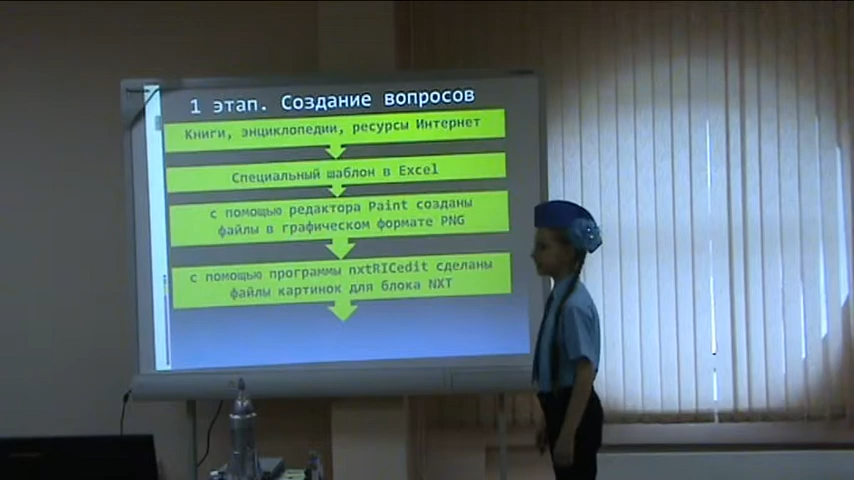 1 этап. Создание вопросов
Книги, энциклопедии, ресурсы Интернет
Специальный шаблон в Excel
с помощью редактора Paint созданы
файлы в графическом формате PNG
с помощью программы nxtRICedit сделаны
файлы картинок для блока NXT